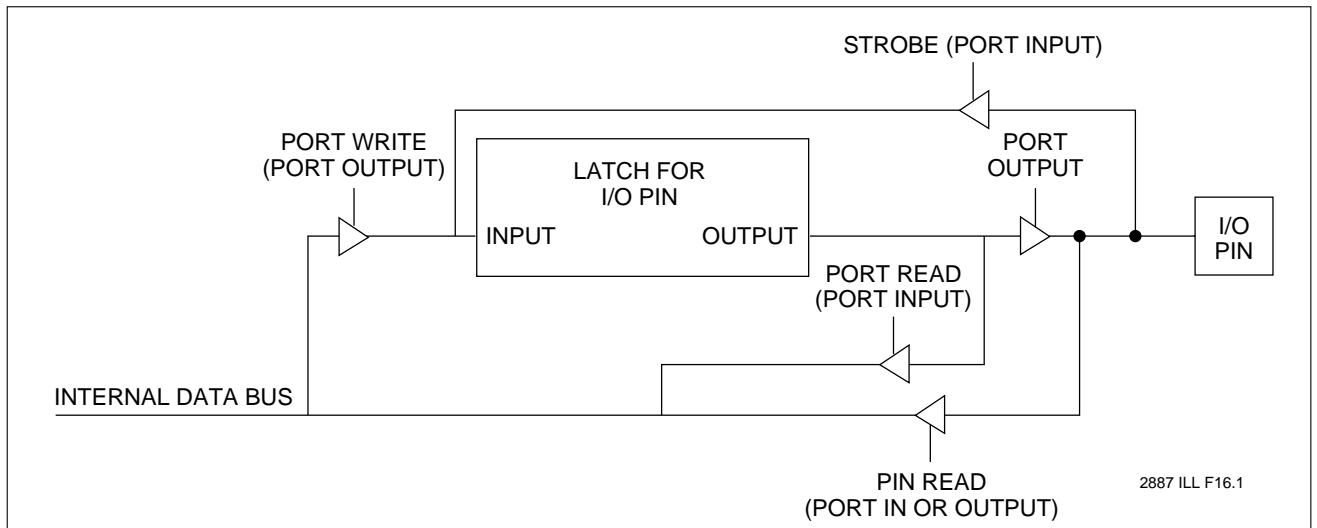 STROBE (PORT INPUT)
PORT WRITE
(PORT OUTPUT)
LATCH FOR
I/O PIN
PORT
OUTPUT
INPUT
OUTPUT
I/O
PIN
PORT READ
(PORT INPUT)
INTERNAL DATA BUS
PIN READ
(PORT IN OR OUTPUT)
2887 ILL F16.1